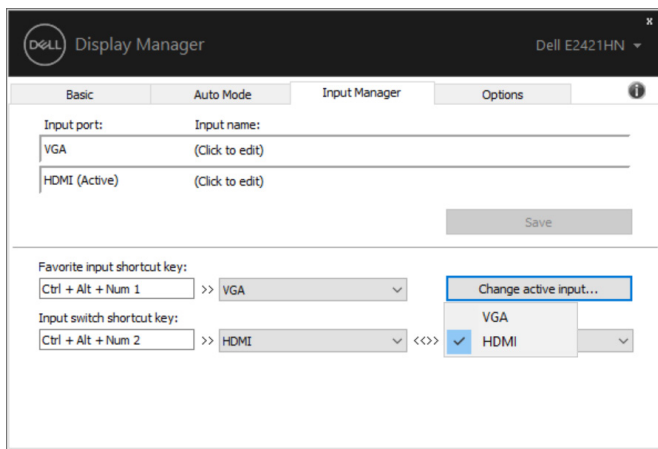 x
DELL Display Manager Dell E2421HN
Basic Auto Mode Input Manager Options i
Input port: Input name:
VGA (Click to edit)
HDMI (Active) (Click to edit)
Save
Favorite input shortcut key:
Ctrl + Alt + Num 1 >> VGA Change active input...
Input switch shortcut key:
VGA
Ctrl + Alt + Num 2 >> HDMI <<>> HDMI